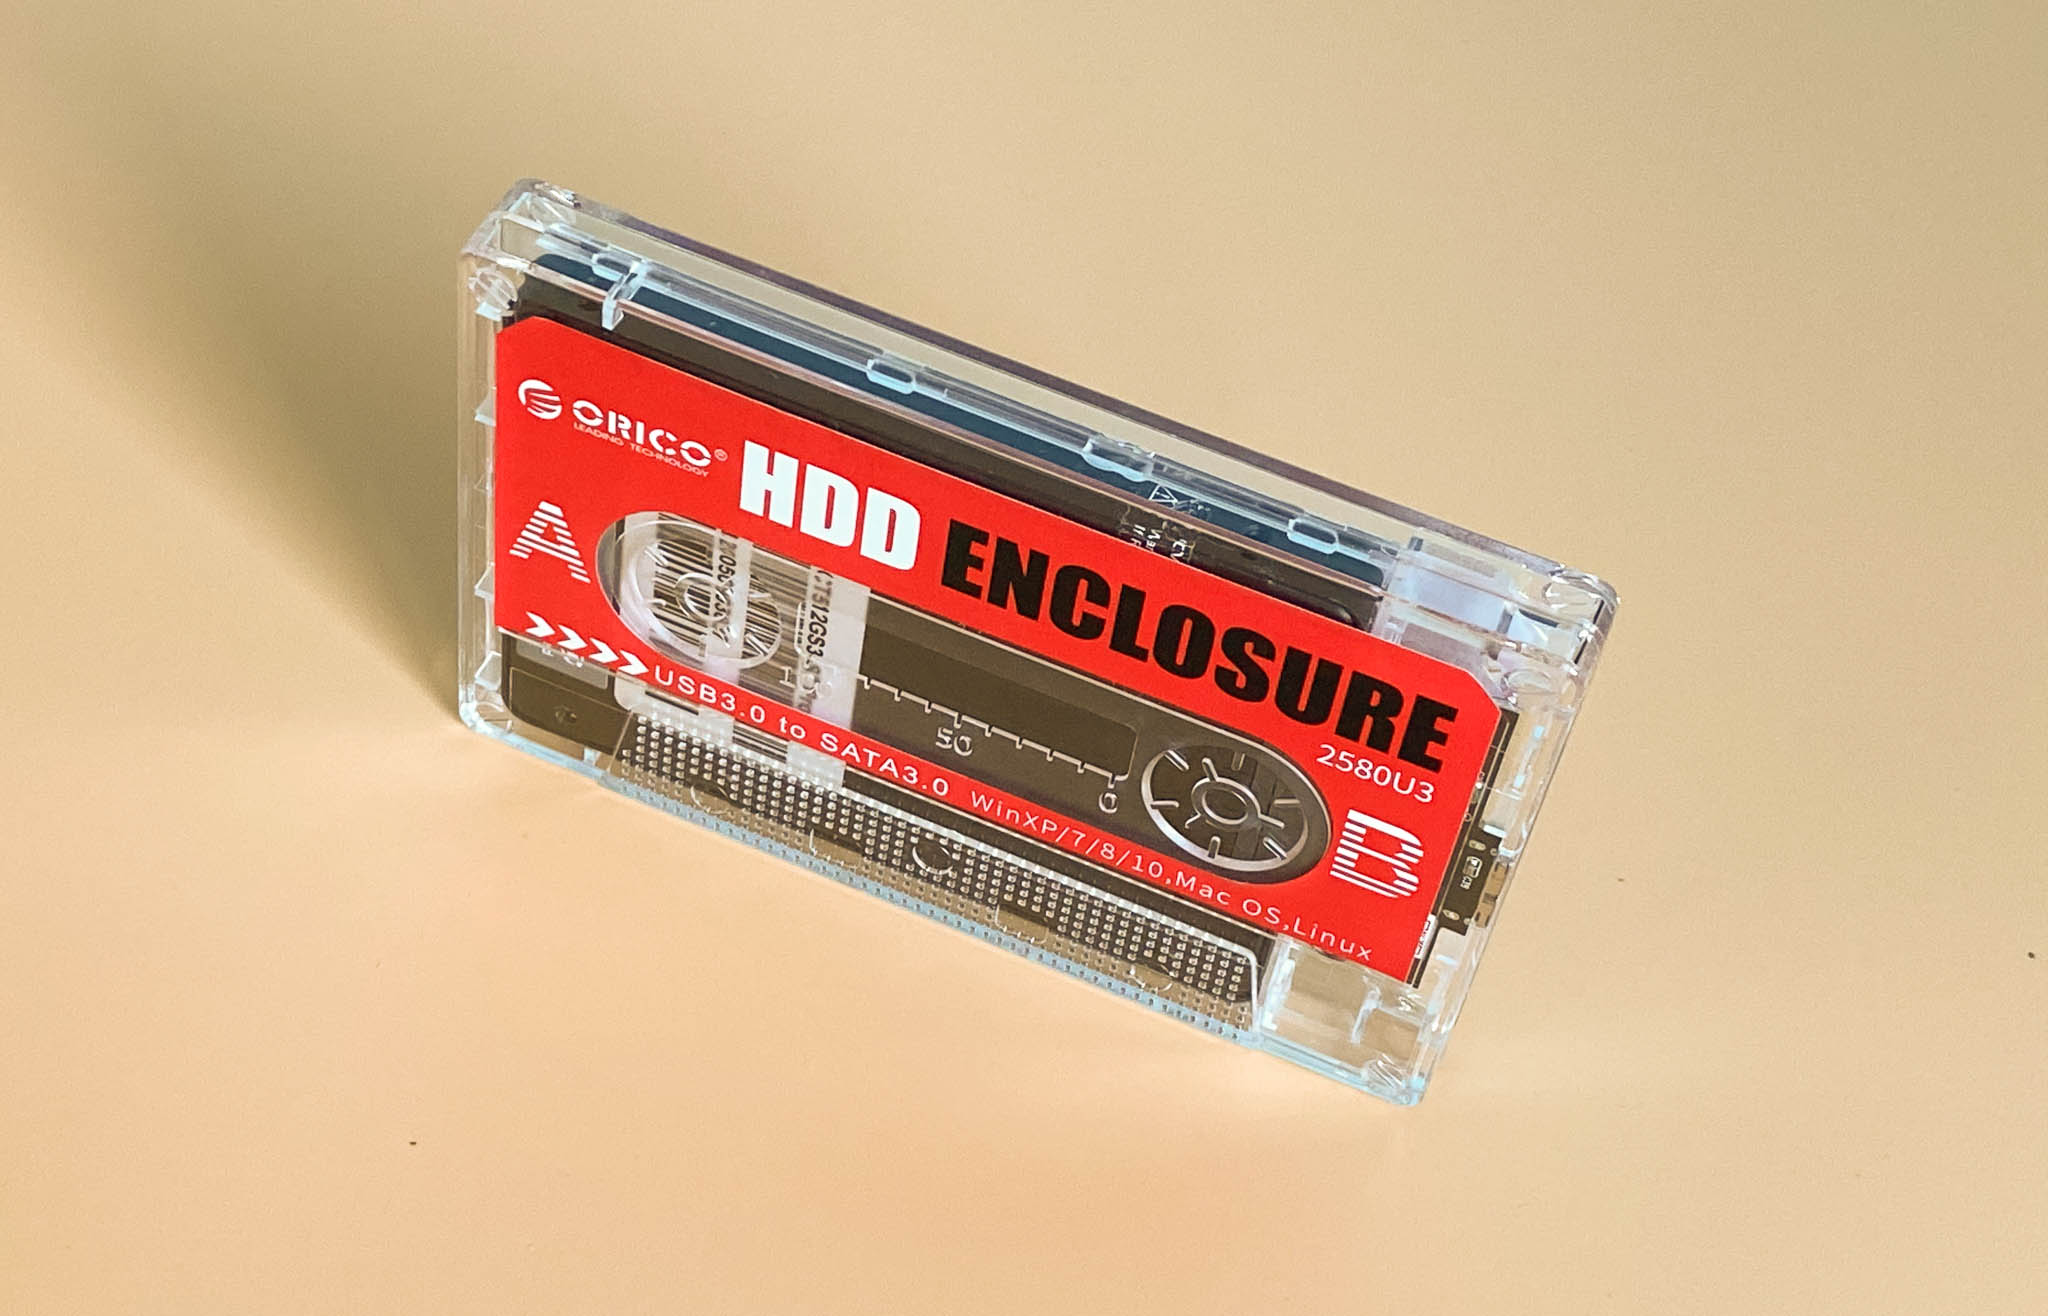 ORICO®
LEADING TECHNOLOGY
HDD ENCLOSURE
2580U3
A
B
100
50
0
USB3.0 to SATA3.0 WinXP/7/8/10,Mac OS,Linux